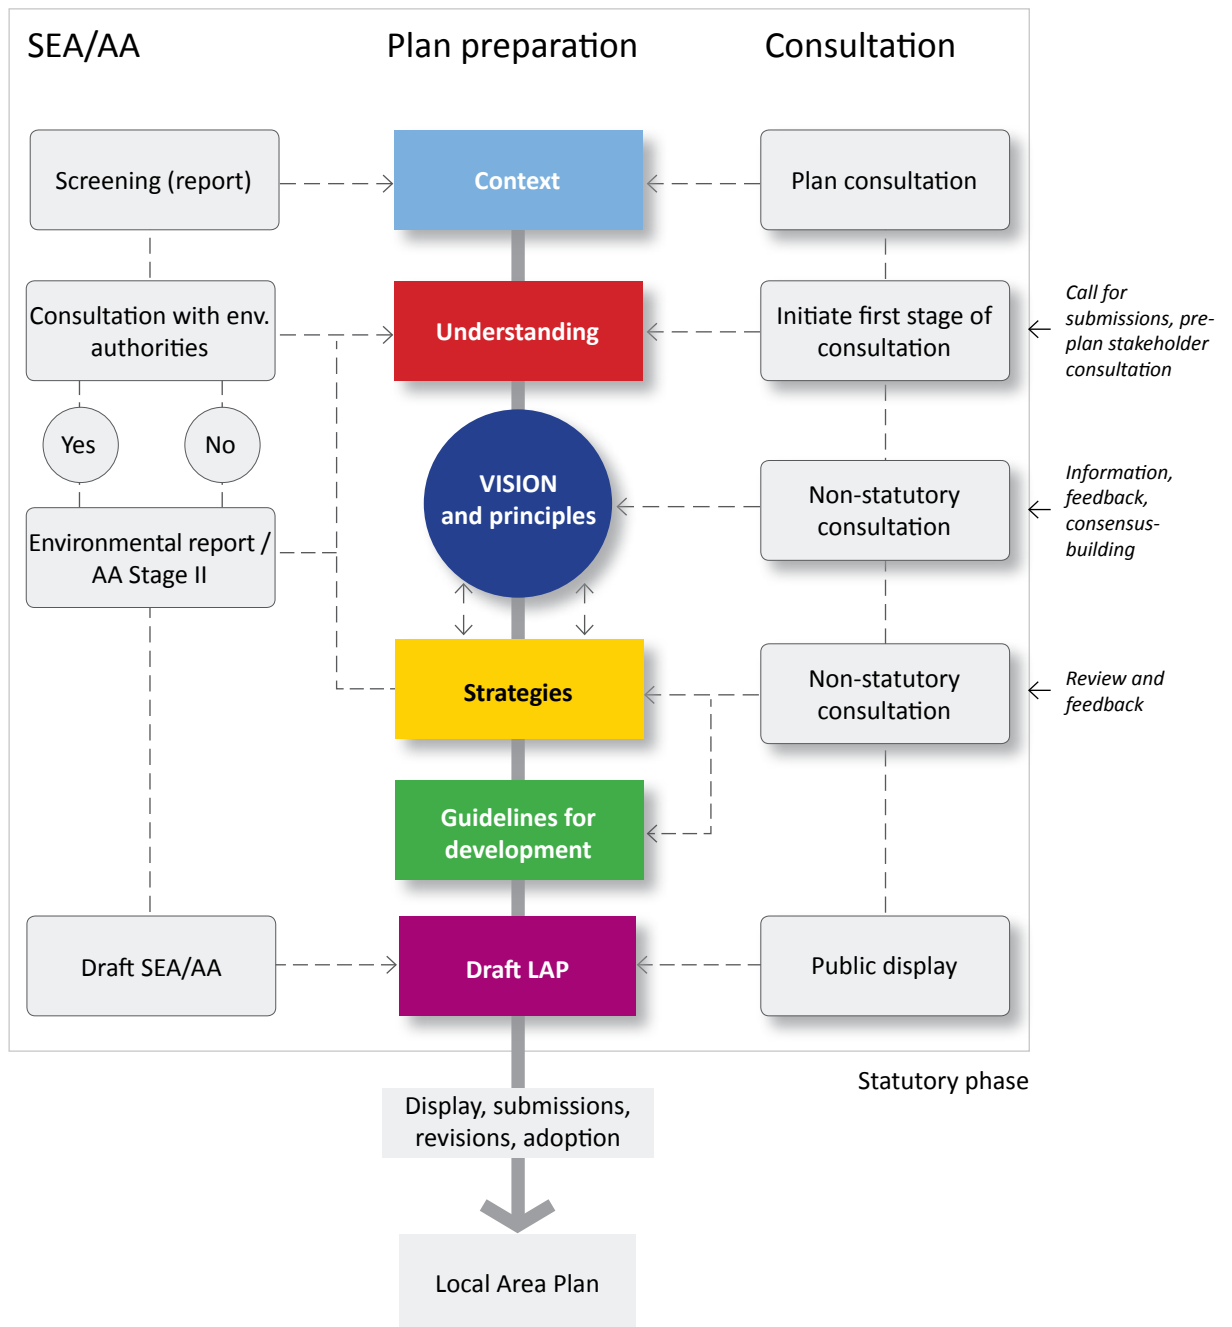 SEA/AA
Plan preparation
Consultation
Screening (report)
Context
Plan consultation
Consultation with env.
authorities
Understanding
Initiate first stage of
consultation
Call for
submissions, pre-
plan stakeholder
consultation
Yes
No
VISION
and principles
Non-statutory
consultation
Information,
feedback,
consensus-
building
Environmental report /
AA Stage II
Strategies
Non-statutory
consultation
Review and
feedback
Guidelines for
development
Draft SEA/AA
Draft LAP
Public display
Statutory phase
Display, submissions,
revisions, adoption
Local Area Plan